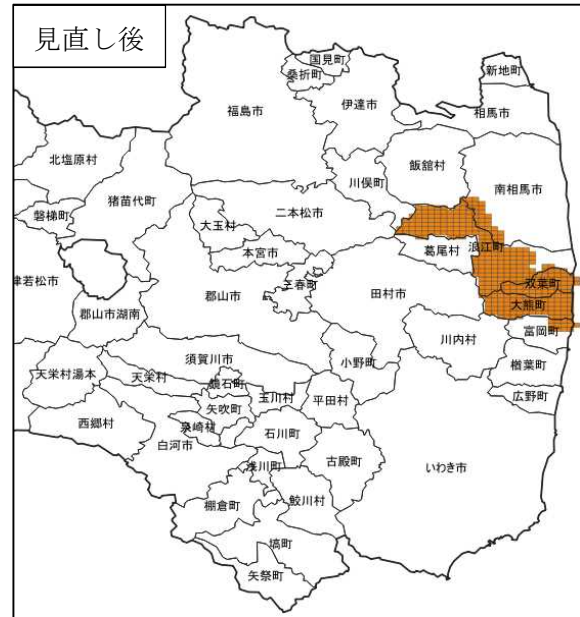 見直し後
国見町
桑折町
新地町
福島市
伊達市
相馬市
北塩原村
飯舘村
川俣町
南相馬市
猪苗代町
磐梯町
二本松市
大玉村
浪江町
葛尾村
本宮市
双葉町
三春町
田村市
大熊町
津若松市
郡山市
富岡町
郡山市湖南
川内村
須賀川市
小野町
楢葉町
天栄村湯本
天栄村
鏡石町
広野町
玉川村
平田村
矢吹町
西郷村
泉崎村
石川町
白河市
古殿町
いわき市
浅川町
棚倉町
鮫川村
塙町
矢祭町